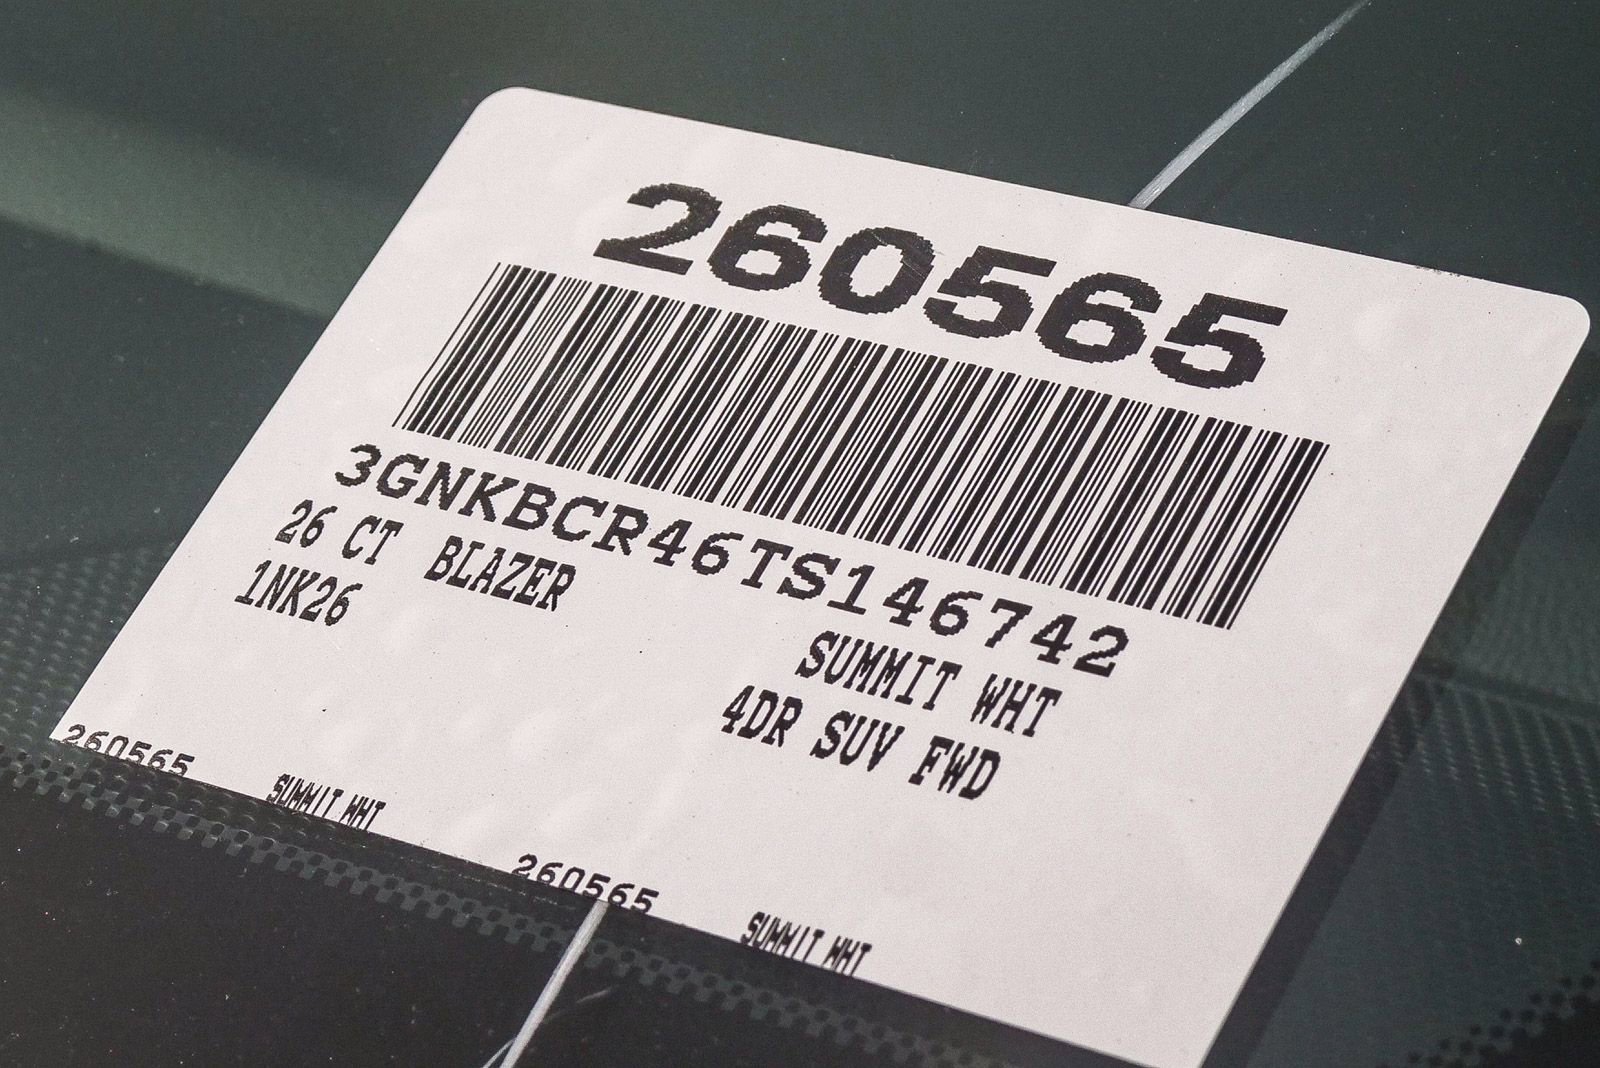 260565
3GNKBCR46TS146742
26 CT BLAZER
1NK26
SUMMIT WHT
4DR SUV FWD
260565 SUMMIT WHT 260565 SUMMIT WHT